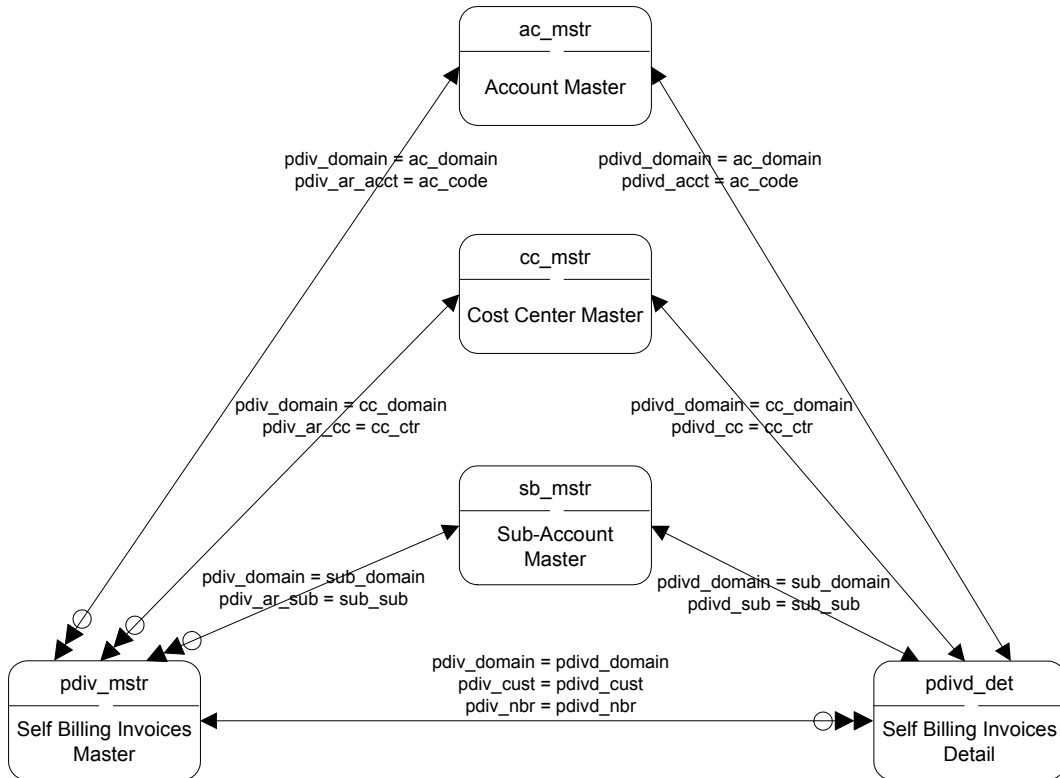 ac_mstr
Account Master
pdiv_domain = ac_domain
pdiv_ar_acct = ac_code
pdivd_domain = ac_domain
pdivd_acct = ac_code
cc_mstr
Cost Center Master
pdiv_domain = cc_domain
pdiv_ar_cc = cc_ctr
pdivd_domain = cc_domain
pdivd_cc = cc_ctr
sb_mstr
Sub-Account
Master
pdiv_domain = sub_domain
pdiv_ar_sub = sub_sub
pdivd_domain = sub_domain
pdivd_sub = sub_sub
pdiv_mstr
Self Billing Invoices
Master
pdiv_domain = pdivd_domain
pdiv_cust = pdivd_cust
pdiv_nbr = pdivd_nbr
pdivd_det
Self Billing Invoices
Detail